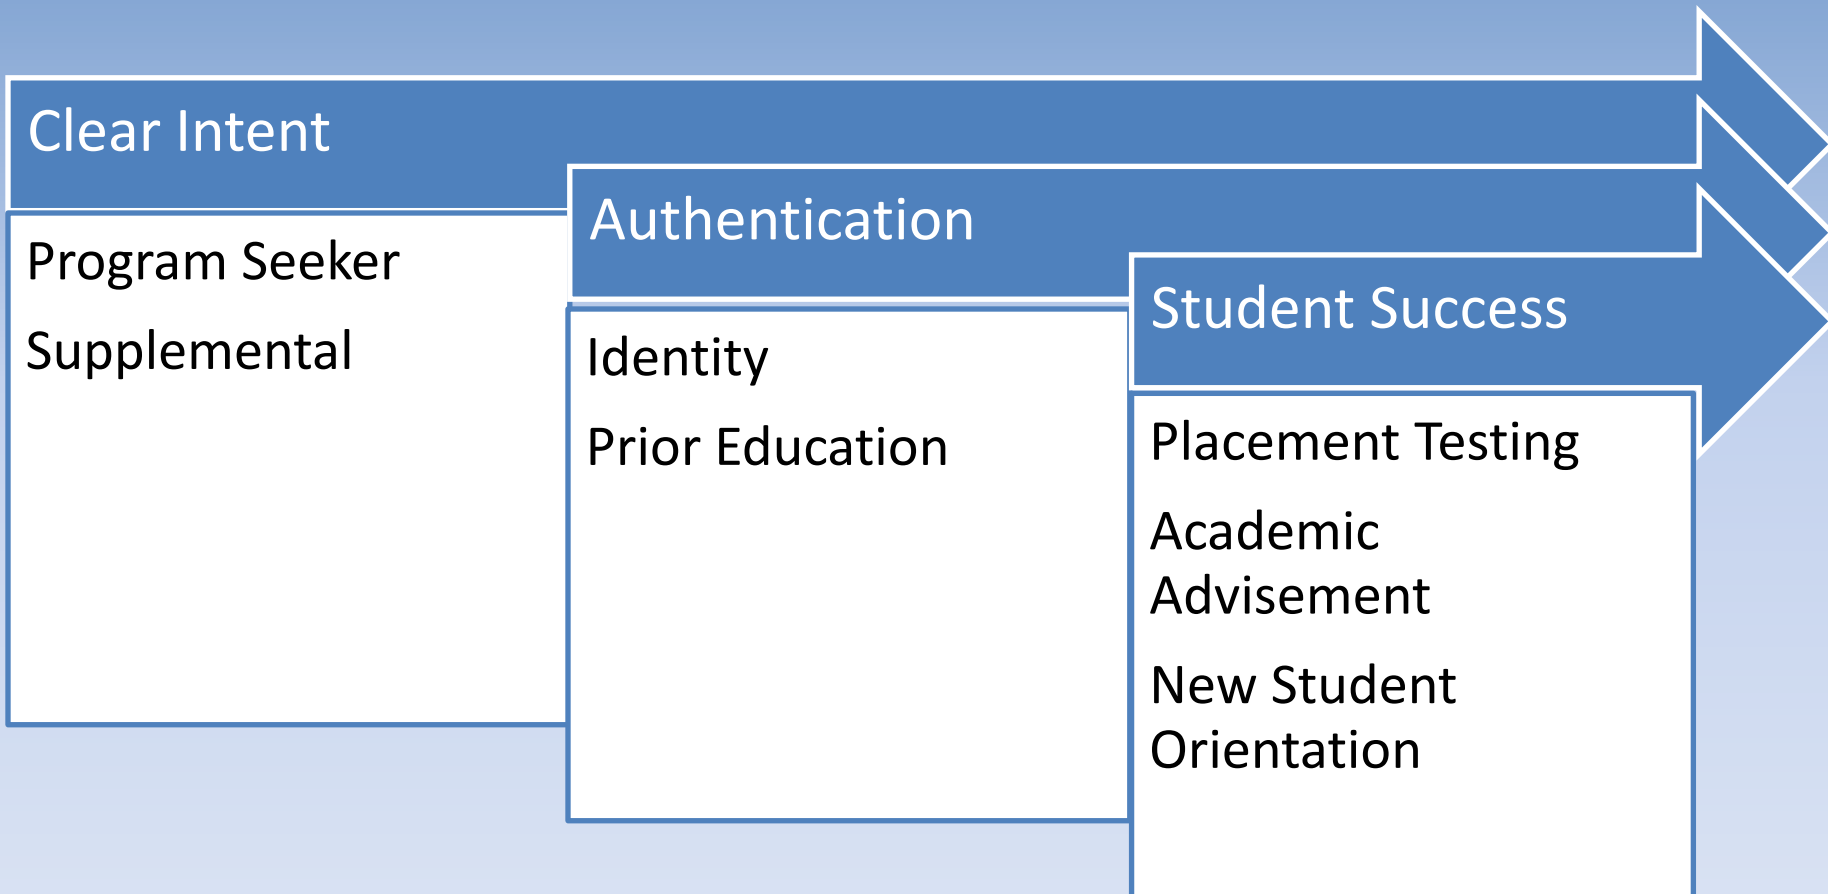 Clear Intent
Program Seeker
Supplemental
Authentication
Identity
Prior Education
Student Success
Placement Testing
Academic
Advisement
New Student
Orientation